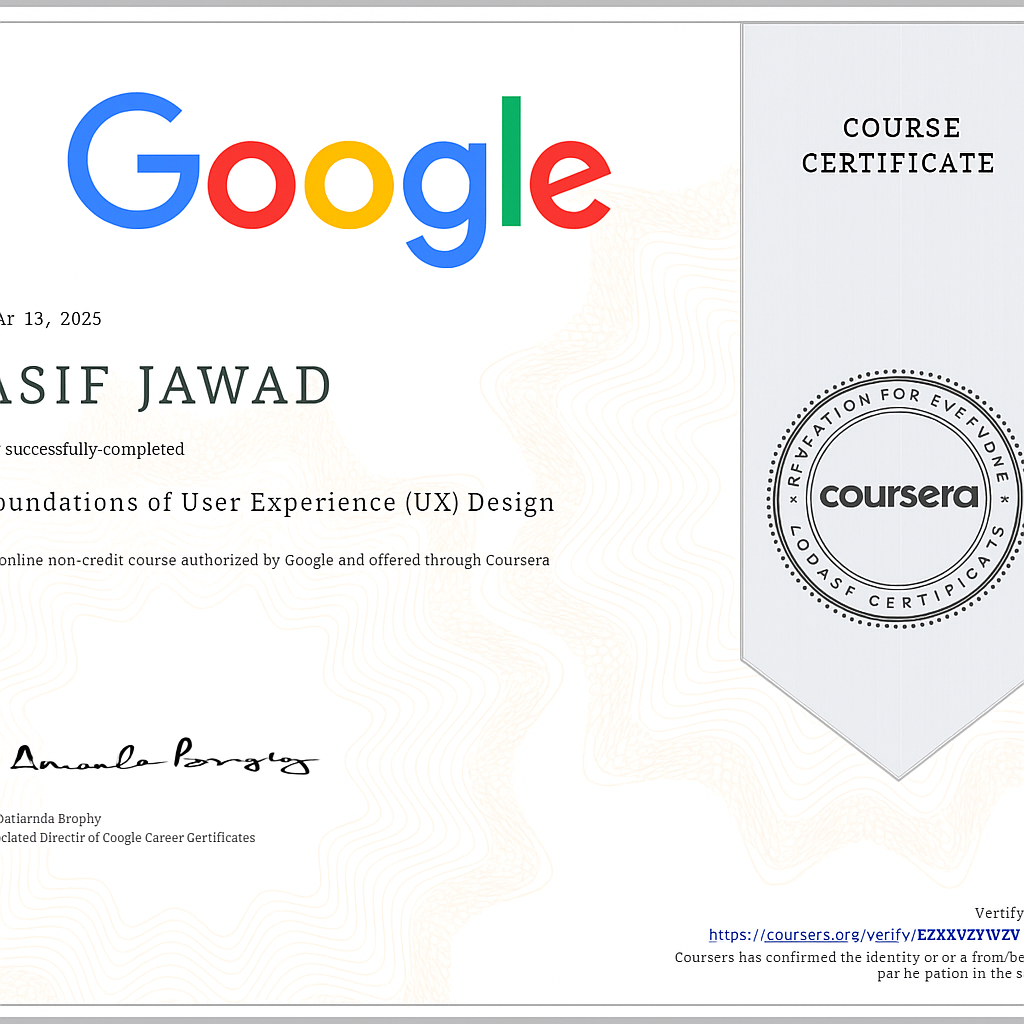 Google
COURSE
CERTIFICATE
Ar 13, 2025
ASIF JAWAD
successfully-completed
oundations of User Experience (UX) Design
online non-credit course authorized by Google and offered through Coursera
RFAFATION FOR EVEFVDNE
coursera
LODASF CERTIPICATS
Amanla Brogloy
Datiarnda Brophy
clated Directir of Coogle Career Gertificates
Vertify
https://coursers.org/verify/EZXXVZYWZV
Coursers has confirmed the identity or or a from/be
par he pation in the s